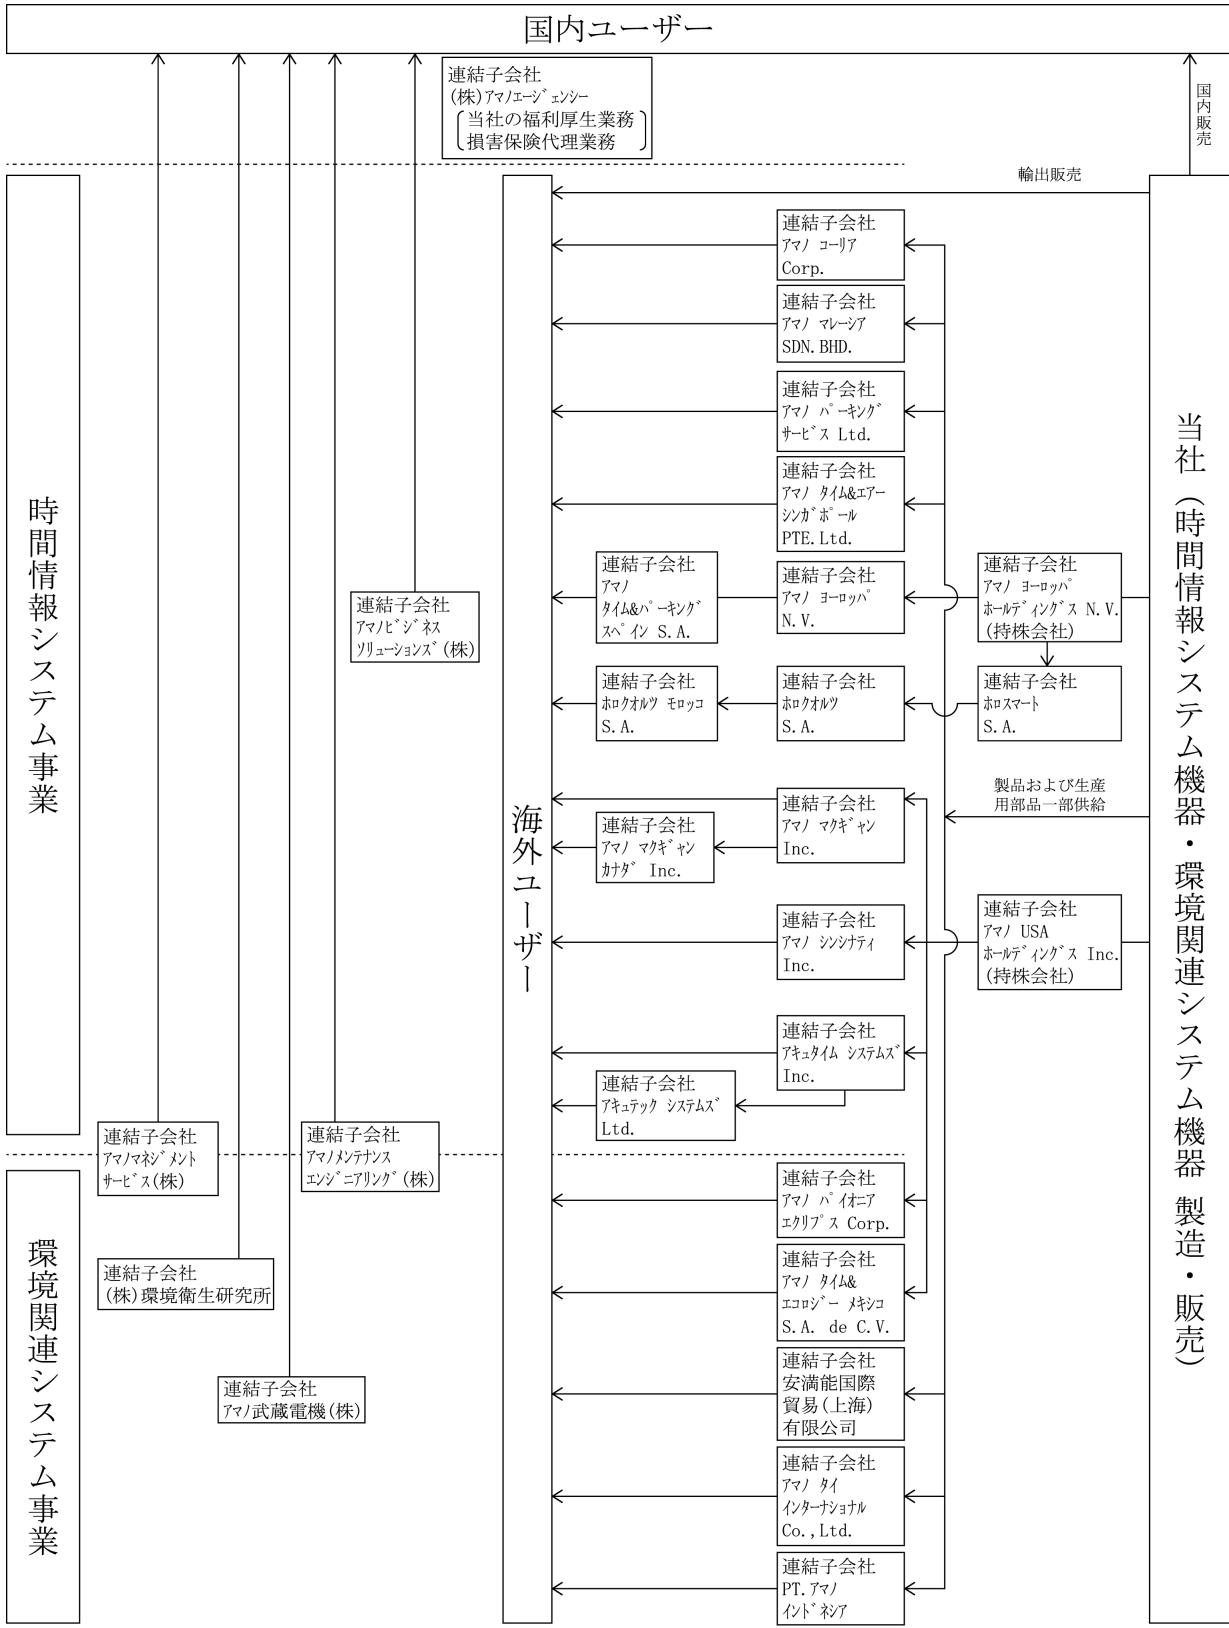 国内ユーザー
連結子会社
(株)ｱﾏﾉｴｰｼﾞｪﾝｼｰ
当社の福利厚生業務
損害保険代理業務
国内販売
輸出販売
時間情報システム事業
環境関連システム事業
海外ユーザー
当社（時間情報システム機器・環境関連システム機器 製造・販売）
連結子会社
ｱﾏﾉ ｺｰﾘｱ
Corp.
連結子会社
ｱﾏﾉ ﾏﾚｰｼｱ
SDN.BHD.
連結子会社
ｱﾏﾉ ﾊﾟｰｷﾝｸﾞ
ｻｰﾋﾞｽ Ltd.
連結子会社
ｱﾏﾉ ﾀｲﾑ&ｴｱｰ
ｼﾝｶﾞﾎﾟｰﾙ
PTE.Ltd.
連結子会社
ｱﾏﾉ
ﾀｲﾑ&ﾊﾟｰｷﾝｸﾞ
ｽﾍﾟｲﾝ S.A.
連結子会社
ｱﾏﾉ ﾖｰﾛｯﾊﾟ
N.V.
連結子会社
ｱﾏﾉ ﾖｰﾛｯﾊﾟ
ﾎｰﾙﾃﾞｨﾝｸﾞｽ N.V.
(持株会社)
連結子会社
ｱﾏﾉﾋﾞｼﾞﾈｽ
ｿﾘｭｰｼｮﾝｽﾞ(株)
連結子会社
ﾎﾛｸｵﾙﾂ ﾓﾛｯｺ
S.A.
連結子会社
ﾎﾛｸｵﾙﾂ
S.A.
連結子会社
ﾎﾛｽﾏｰﾄ
S.A.
製品および生産
用部品一部供給
連結子会社
ｱﾏﾉ ﾏｸｷﾞｬﾝ
Inc.
連結子会社
ｱﾏﾉ ﾏｸｷﾞｬﾝ
ｶﾅﾀﾞ Inc.
連結子会社
ｱﾏﾉ ｼﾝｼﾅﾃｨ
Inc.
連結子会社
ｱﾏﾉ USA
ﾎｰﾙﾃﾞｨﾝｸﾞｽ Inc.
(持株会社)
連結子会社
ｱｷｭﾀｲﾑ ｼｽﾃﾑｽﾞ
Inc.
連結子会社
ｱｷｭﾃｯｸ ｼｽﾃﾑｽﾞ
Ltd.
連結子会社
ｱﾏﾉﾏﾈｼﾞﾒﾝﾄ
ｻｰﾋﾞｽ(株)
連結子会社
ｱﾏﾉﾒﾝﾃﾅﾝｽ
ｴﾝｼﾞﾆｱﾘﾝｸﾞ(株)
連結子会社
ｱﾏﾉ ﾊﾟｲｵﾆｱ
ｴｸﾘﾌﾟｽ Corp.
連結子会社
(株)環境衛生研究所
連結子会社
ｱﾏﾉ ﾀｲﾑ&
ｴｺﾛｼﾞｰ ﾒｷｼｺ
S.A. de C.V.
連結子会社
ｱﾏﾉ武蔵電機(株)
連結子会社
安満能国際
貿易(上海)
有限公司
連結子会社
ｱﾏﾉ ﾀｲ
ｲﾝﾀｰﾅｼｮﾅﾙ
Co.,Ltd.
連結子会社
PT.ｱﾏﾉ
ｲﾝﾄﾞﾈｼｱ